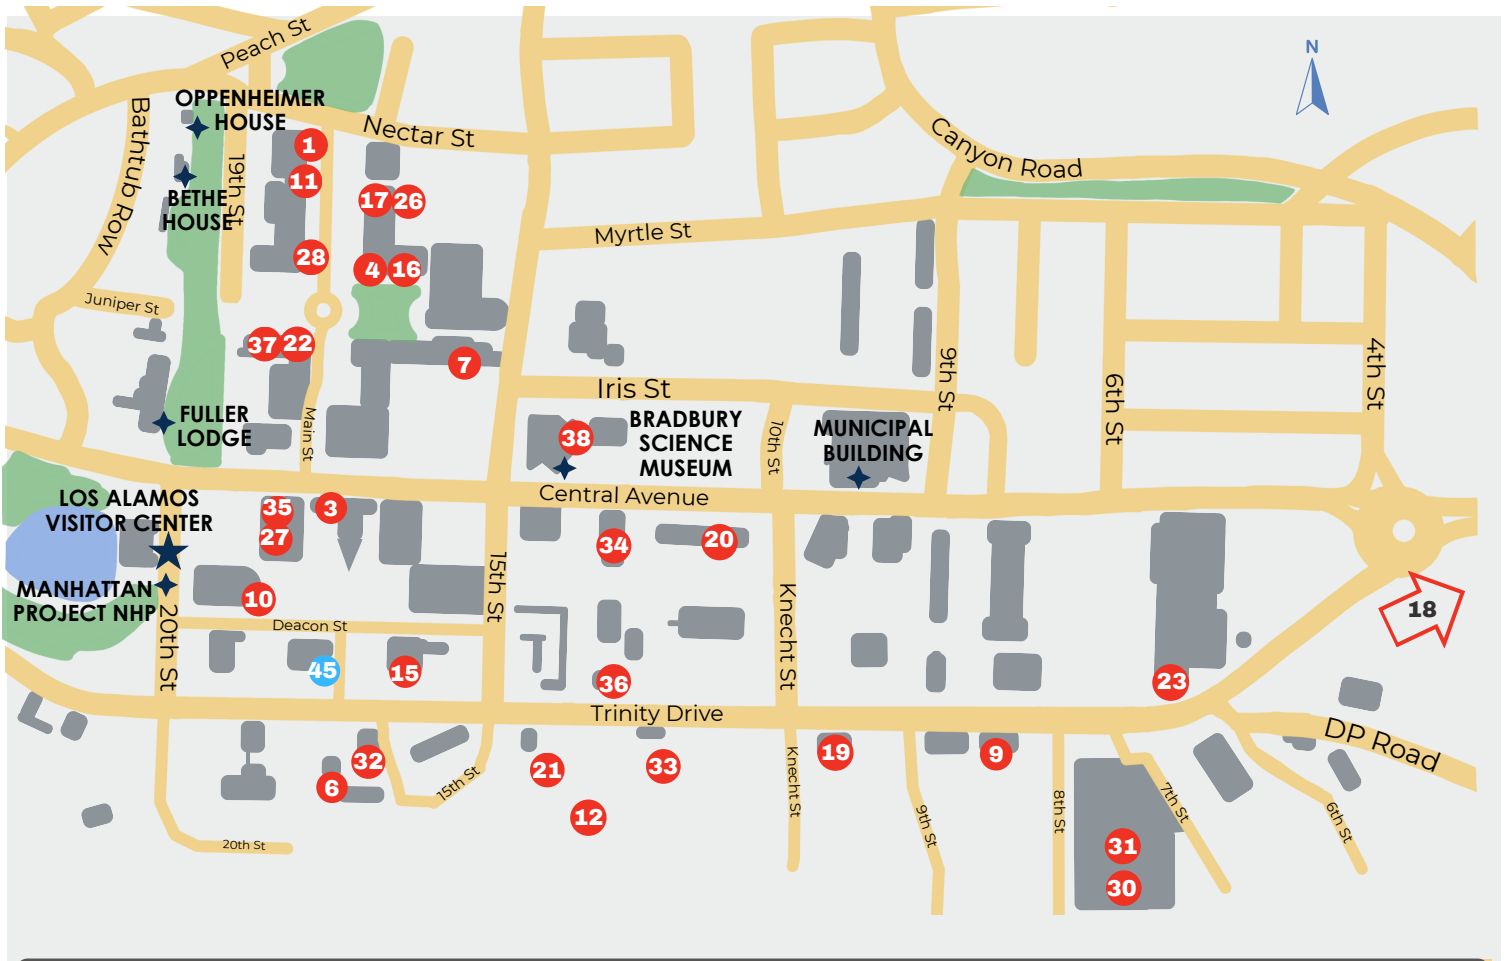 Peach St
N
OPPENHEIMER
HOUSE
Bathtub Row
1
Nectar St
Canyon Road
19th St
11
BETHE
HOUSE
17
26
Myrtle St
28
4
16
Juniper St
37
22
7
9th St
4th St
Iris St
6th St
FULLER
LODGE
Main St
38
BRADBURY
SCIENCE
MUSEUM
10th St
MUNICIPAL
BUILDING
Central Avenue
LOS ALAMOS
VISITOR CENTER
35
3
27
34
20
15th St
MANHATTAN
PROJECT NHP
10
20th St
Deacon St
Knecht St
18
45
15
36
23
Trinity Drive
DP Road
32
6
15th St
21
33
12
Knecht St
19
9
9th St
8th St
7th St
6th St
20th St
31
30